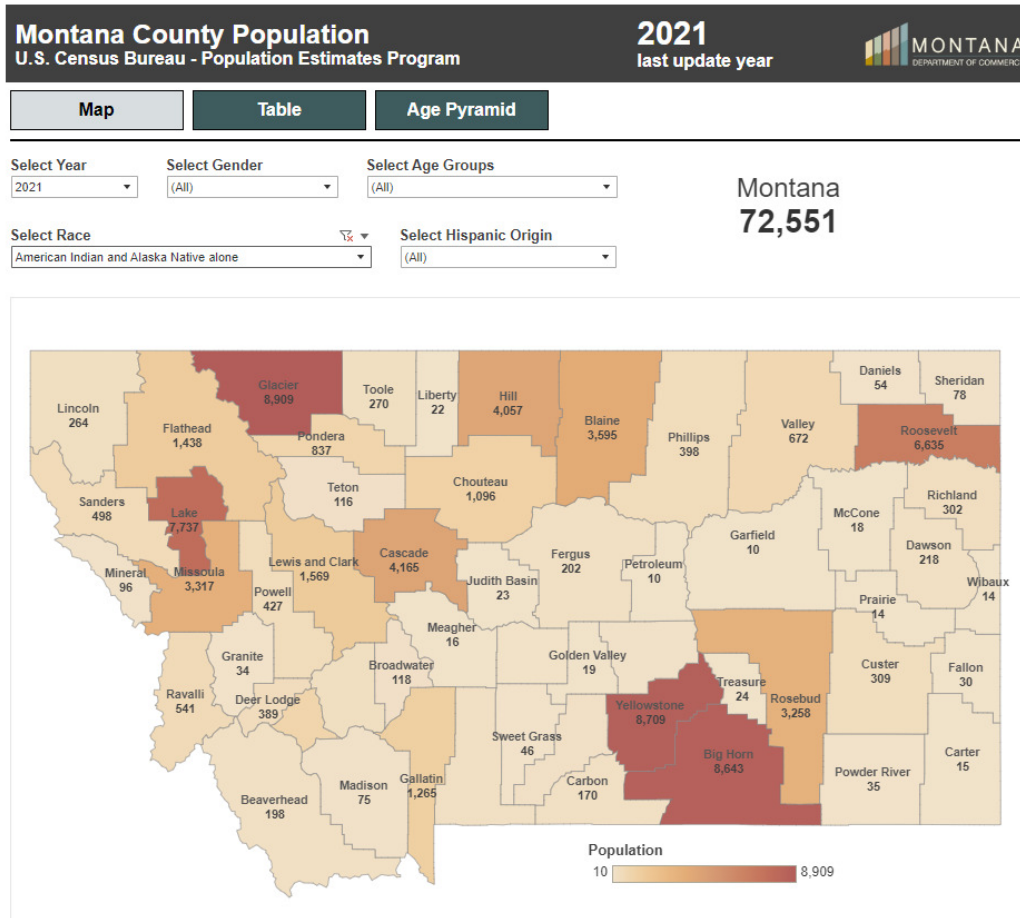 Montana County Population
U.S. Census Bureau - Population Estimates Program
2021
last update year
MONTANA
DEPARTMENT OF COMMERCE
Map
Table
Age Pyramid
Select Year
2021
Select Gender
(All)
Select Age Groups
(All)
Montana
72,551
Select Race
American Indian and Alaska Native alone
Select Hispanic Origin
(All)
Lincoln
264
Flathead
1,438
Glacier
8,909
Toole
270
Liberty
22
Hill
4,057
Blaine
3,595
Phillips
398
Valley
672
Daniels
54
Sheridan
78
Roosevelt
6,635
Pondera
837
Sanders
498
Lake
7,737
Teton
116
Chouteau
1,096
McCone
18
Richland
302
Garfield
10
Dawson
218
Mineral
96
Missoula
3,317
Powell
427
Lewis and Clark
1,569
Cascade
4,165
Judith Basin
23
Fergus
202
Petroleum
10
Prairie
14
Wibaux
14
Meagher
16
Granite
34
Broadwater
118
Golden Valley
19
Treasure
24
Rosebud
3,258
Custer
309
Fallon
30
Ravalli
541
Deer Lodge
389
Yellowstone
8,709
Sweet Grass
46
Big Horn
8,643
Carter
15
Beaverhead
198
Madison
75
Gallatin
1,265
Carbon
170
Powder River
35
Population
10
8,909